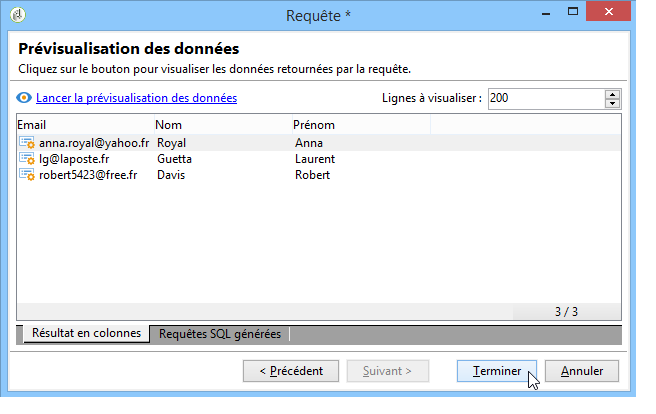 Requête *
Prévisualisation des données
Cliquez sur le bouton pour visualiser les données retournées par la requête.
Lancer la prévisualisation des données Lignes à visualiser : 200
Email Nom Prénom
anna.royal@yahoo.fr Royal Anna
lg@laposte.fr Guetta Laurent
robert5423@free.fr Davis Robert
3 / 3
Résultat en colonnes Requêtes SQL générées
< Précédent Suivant > Terminer Annuler